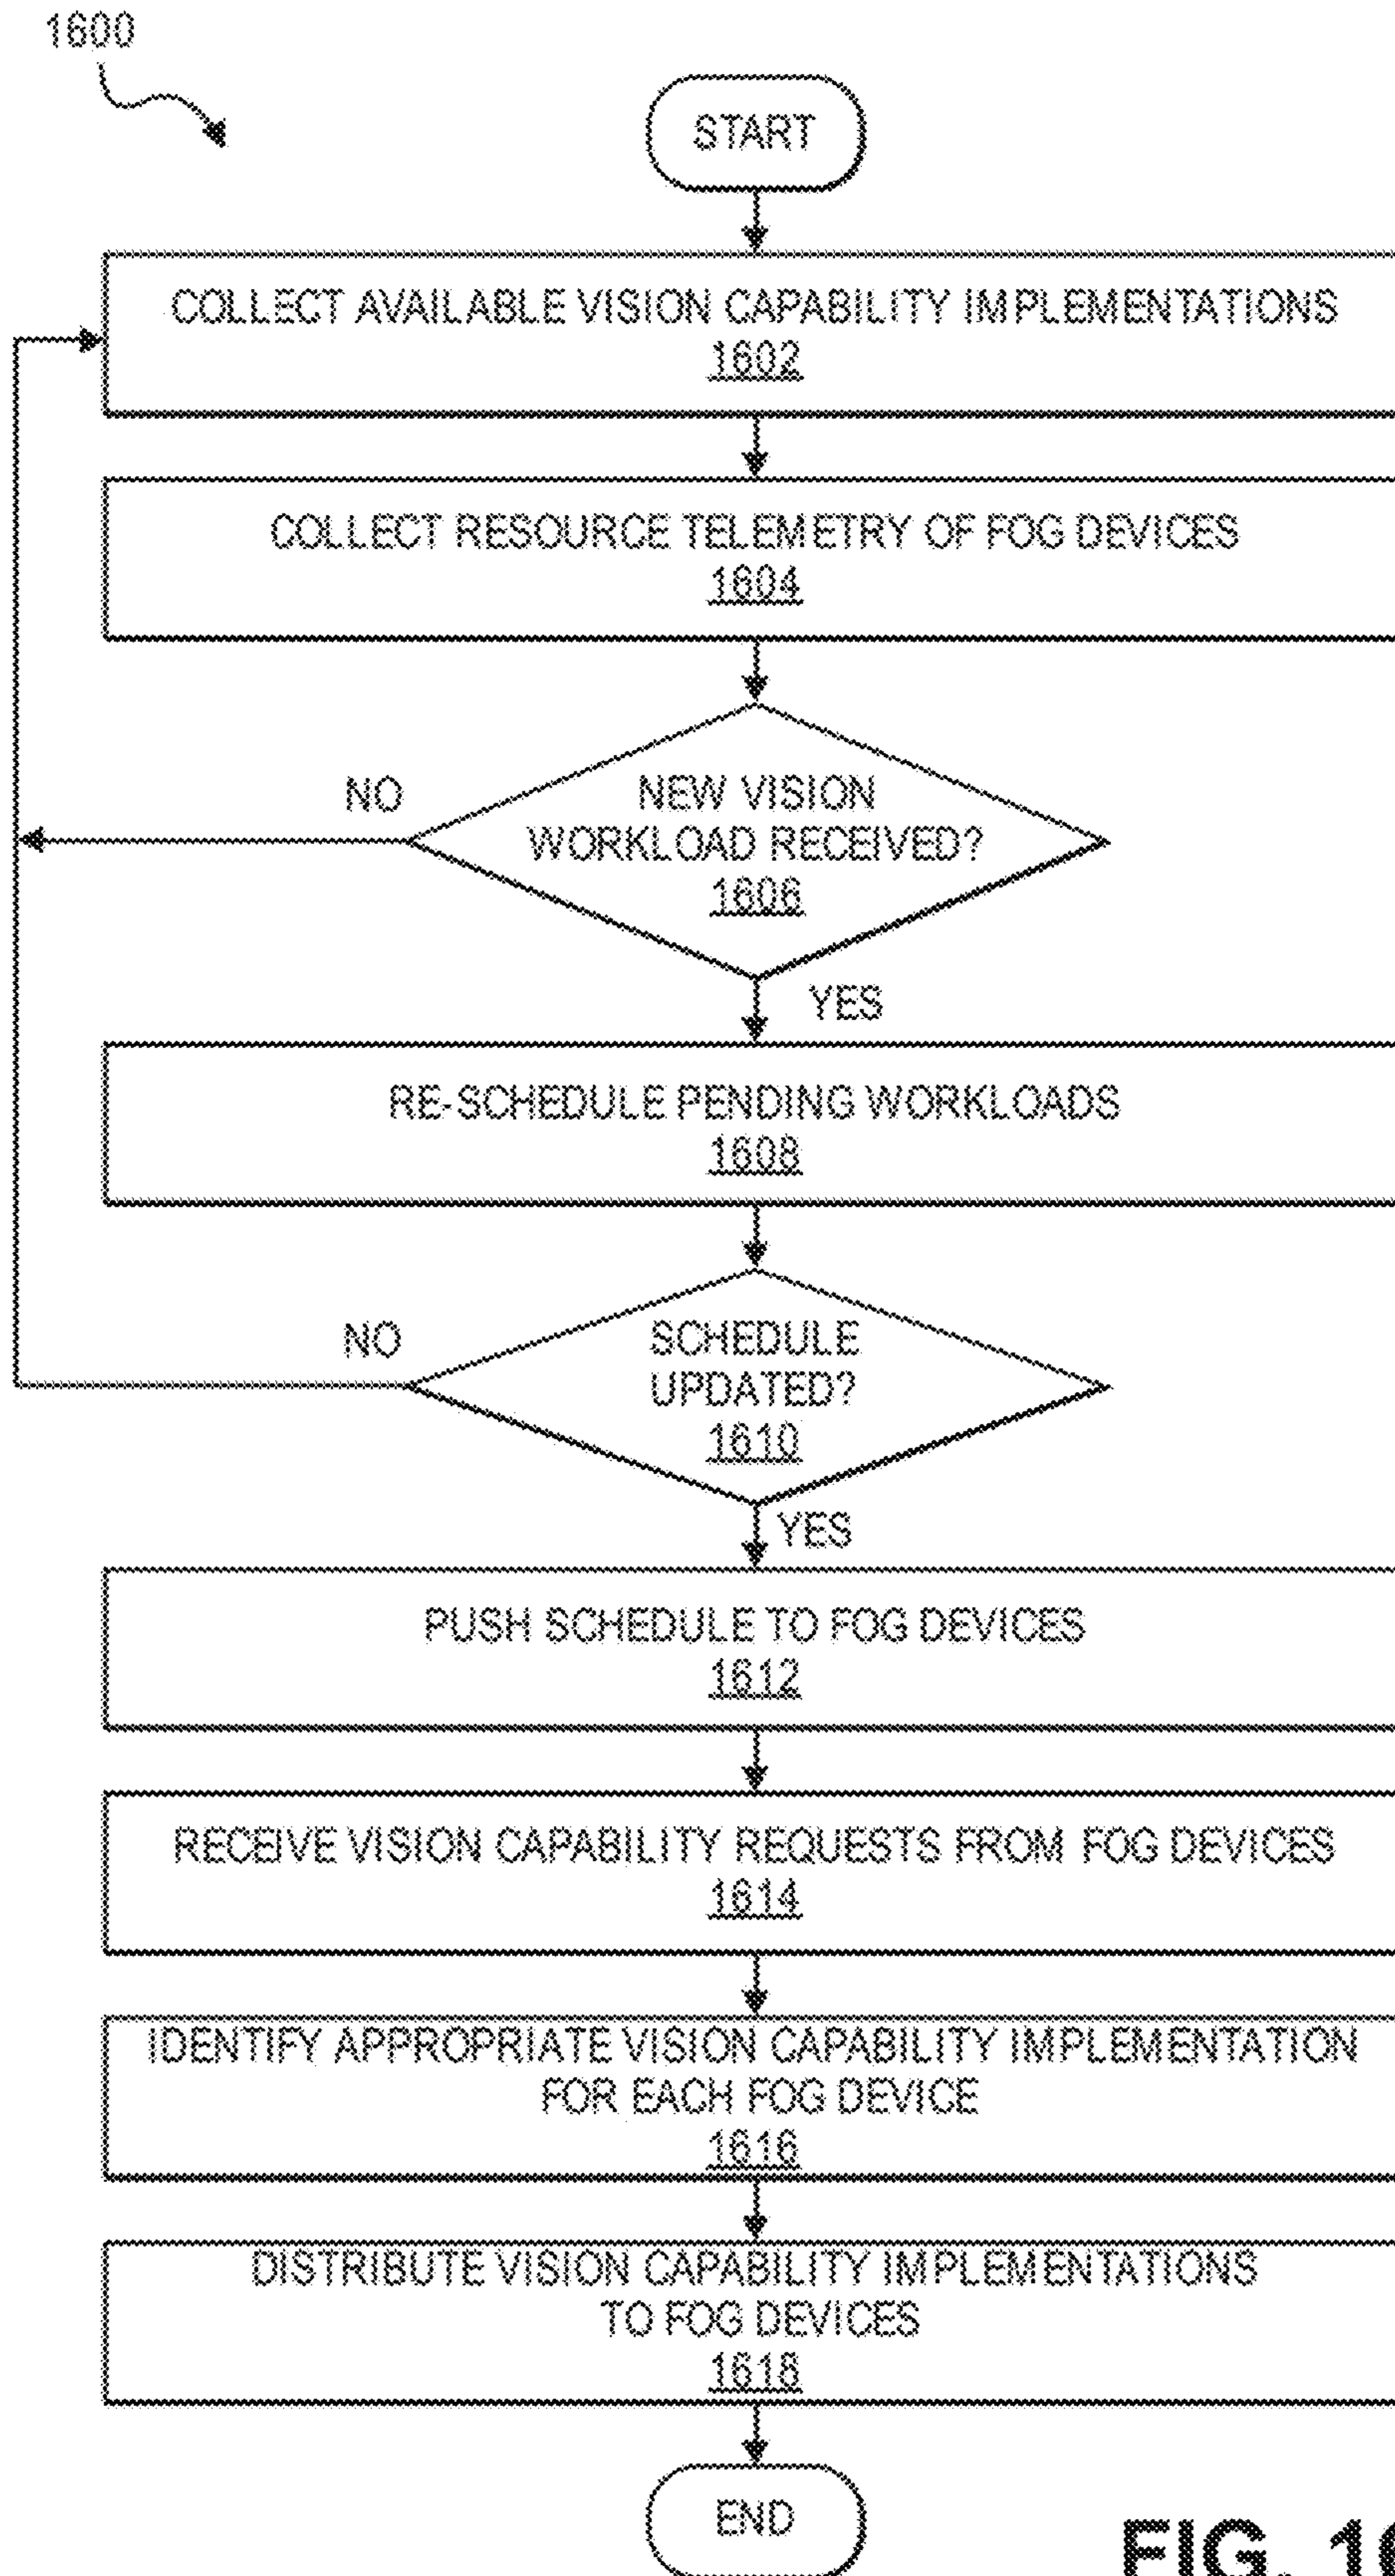 1600
START
COLLECT AVAILABLE VISION CAPABILITY IMPLEMENTATIONS
1602
COLLECT RESOURCE TELEMETRY OF FOG DEVICES
1604
NO
NEW VISION
WORKLOAD RECEIVED?
1606
YES
RE-SCHEDULE PENDING WORKLOADS
1608
NO
SCHEDULE
UPDATED?
1610
YES
PUSH SCHEDULE TO FOG DEVICES
1612
RECEIVE VISION CAPABILITY REQUESTS FROM FOG DEVICES
1614
IDENTIFY APPROPRIATE VISION CAPABILITY IMPLEMENTATION
FOR EACH FOG DEVICE
1616
DISTRIBUTE VISION CAPABILITY IMPLEMENTATIONS
TO FOG DEVICES
1618
END
FIG. 16